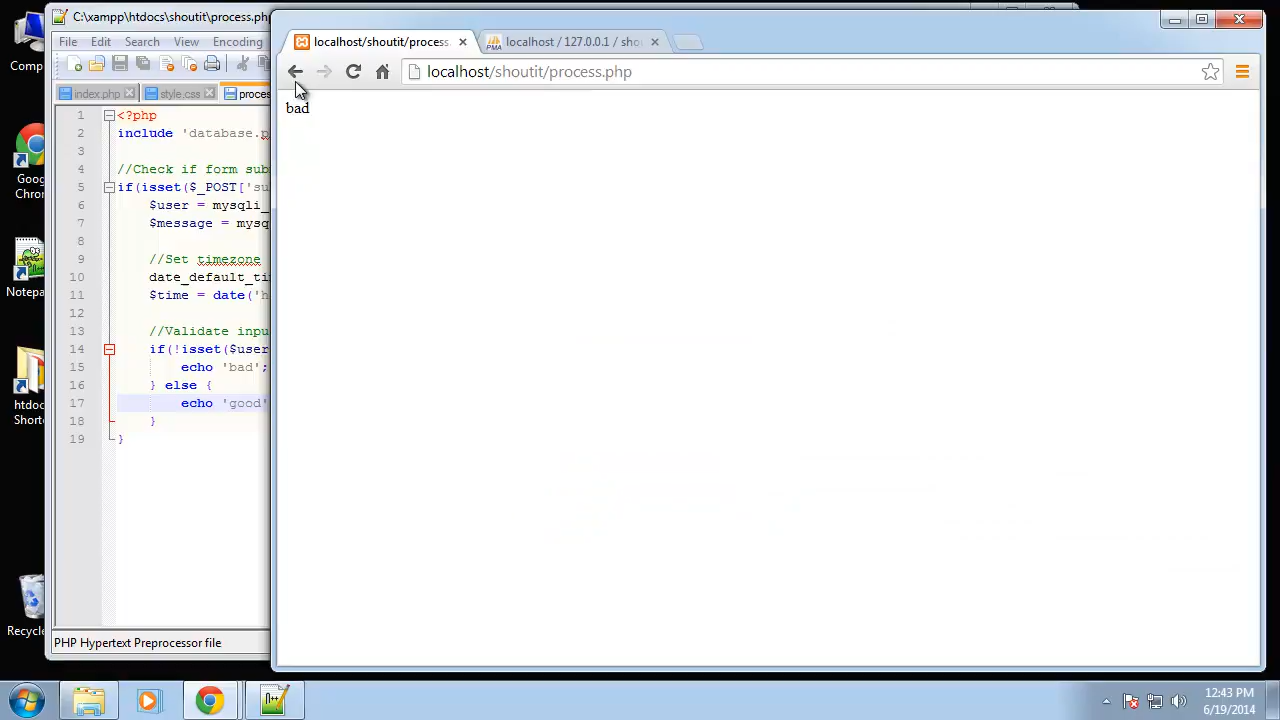 C:\xampp\htdocs\shoutit\process.php
File Edit Search View Encoding
index.php style.css proces
1 <?php
2 include 'database.p
3
4 //Check if form sub
5 if(isset($_POST['su
6 $user = mysqli_
7 $message = mysq
8
9 //Set timezone
10 date_default_ti
11 $time = date('h
12
13 //Validate inpu
14 if(!isset($user
15 echo 'bad';
16 } else {
17 echo 'good'
18 }
19 }
PHP Hypertext Preprocessor file
localhost/shoutit/process. localhost / 127.0.0.1 / sho
PMA
localhost/shoutit/process.php
bad
Comp
Goog
Chron
Notepa
htdoc
Short
Recycl
12:43 PM
6/19/2014